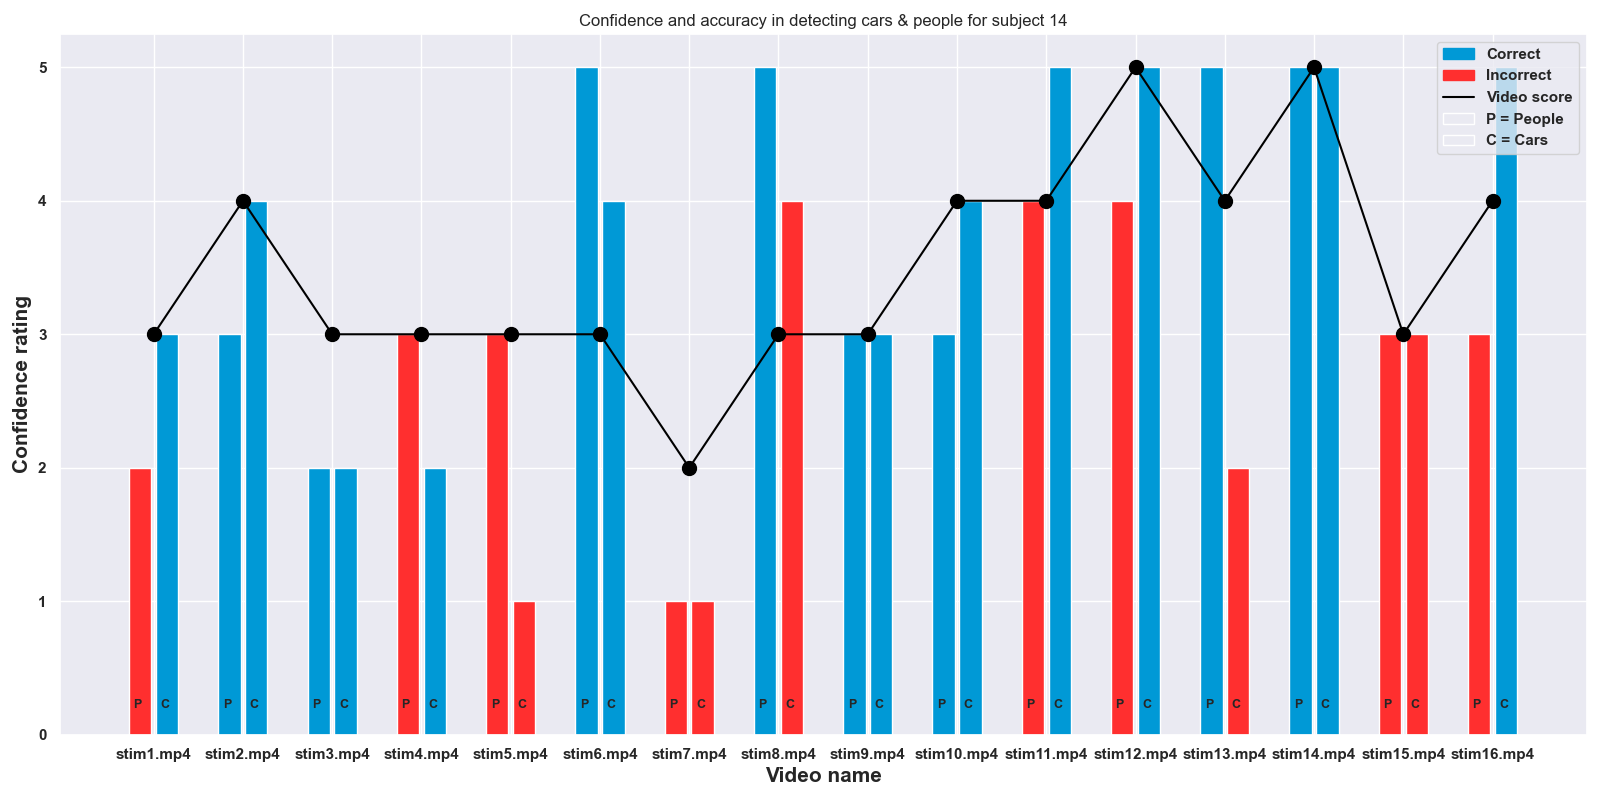 Confidence and accuracy in detecting cars & people for subject 14
Correct
Incorrect
Video score
P = People
C = Cars
Confidence rating
5
4
3
2
1
0
P C P C P C P C P C P C P C P C P C P C P C P C P C P C P C P C
stim1.mp4 stim2.mp4 stim3.mp4 stim4.mp4 stim5.mp4 stim6.mp4 stim7.mp4 stim8.mp4 stim9.mp4 stim10.mp4 stim11.mp4 stim12.mp4 stim13.mp4 stim14.mp4 stim15.mp4 stim16.mp4
Video name